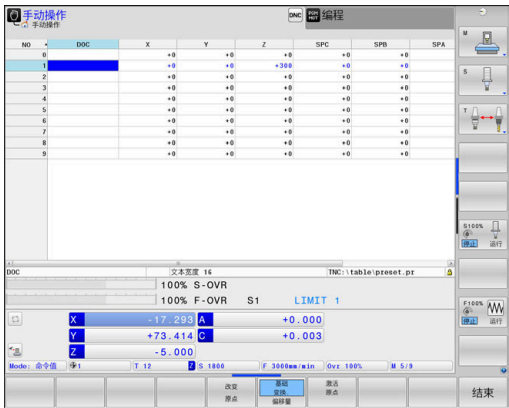 手动操作
手动操作
DNC
编程
NO DOC X Y Z SPC SPB SPA
0 +0 +0 +0 +0 +0
1 +0 +0 +300 +0 +0
2 +0 +0 +0 +0 +0
3 +0 +0 +0 +0 +0
4 +0 +0 +0 +0 +0
5 +0 +0 +0 +0 +0
6 +0 +0 +0 +0 +0
7 +0 +0 +0 +0 +0
8 +0 +0 +0 +0 +0
9 +0 +0 +0 +0 +0
DOC 文本宽度 16 TNC:\table\preset.pr
100% S-OVR
100% F-OVR S1 LIMIT 1
X -17.293 A +0.000
Y +73.414 C +0.003
Z -5.000
Mode: 命令值 1 T 12 Z S 1800 F 3000mm/min Ovr 100% M 5/9
改变
原点
基础
变换
偏移量
激活
原点
结束
M
S
T
S100%
停止 运行
F100%
停止 运行